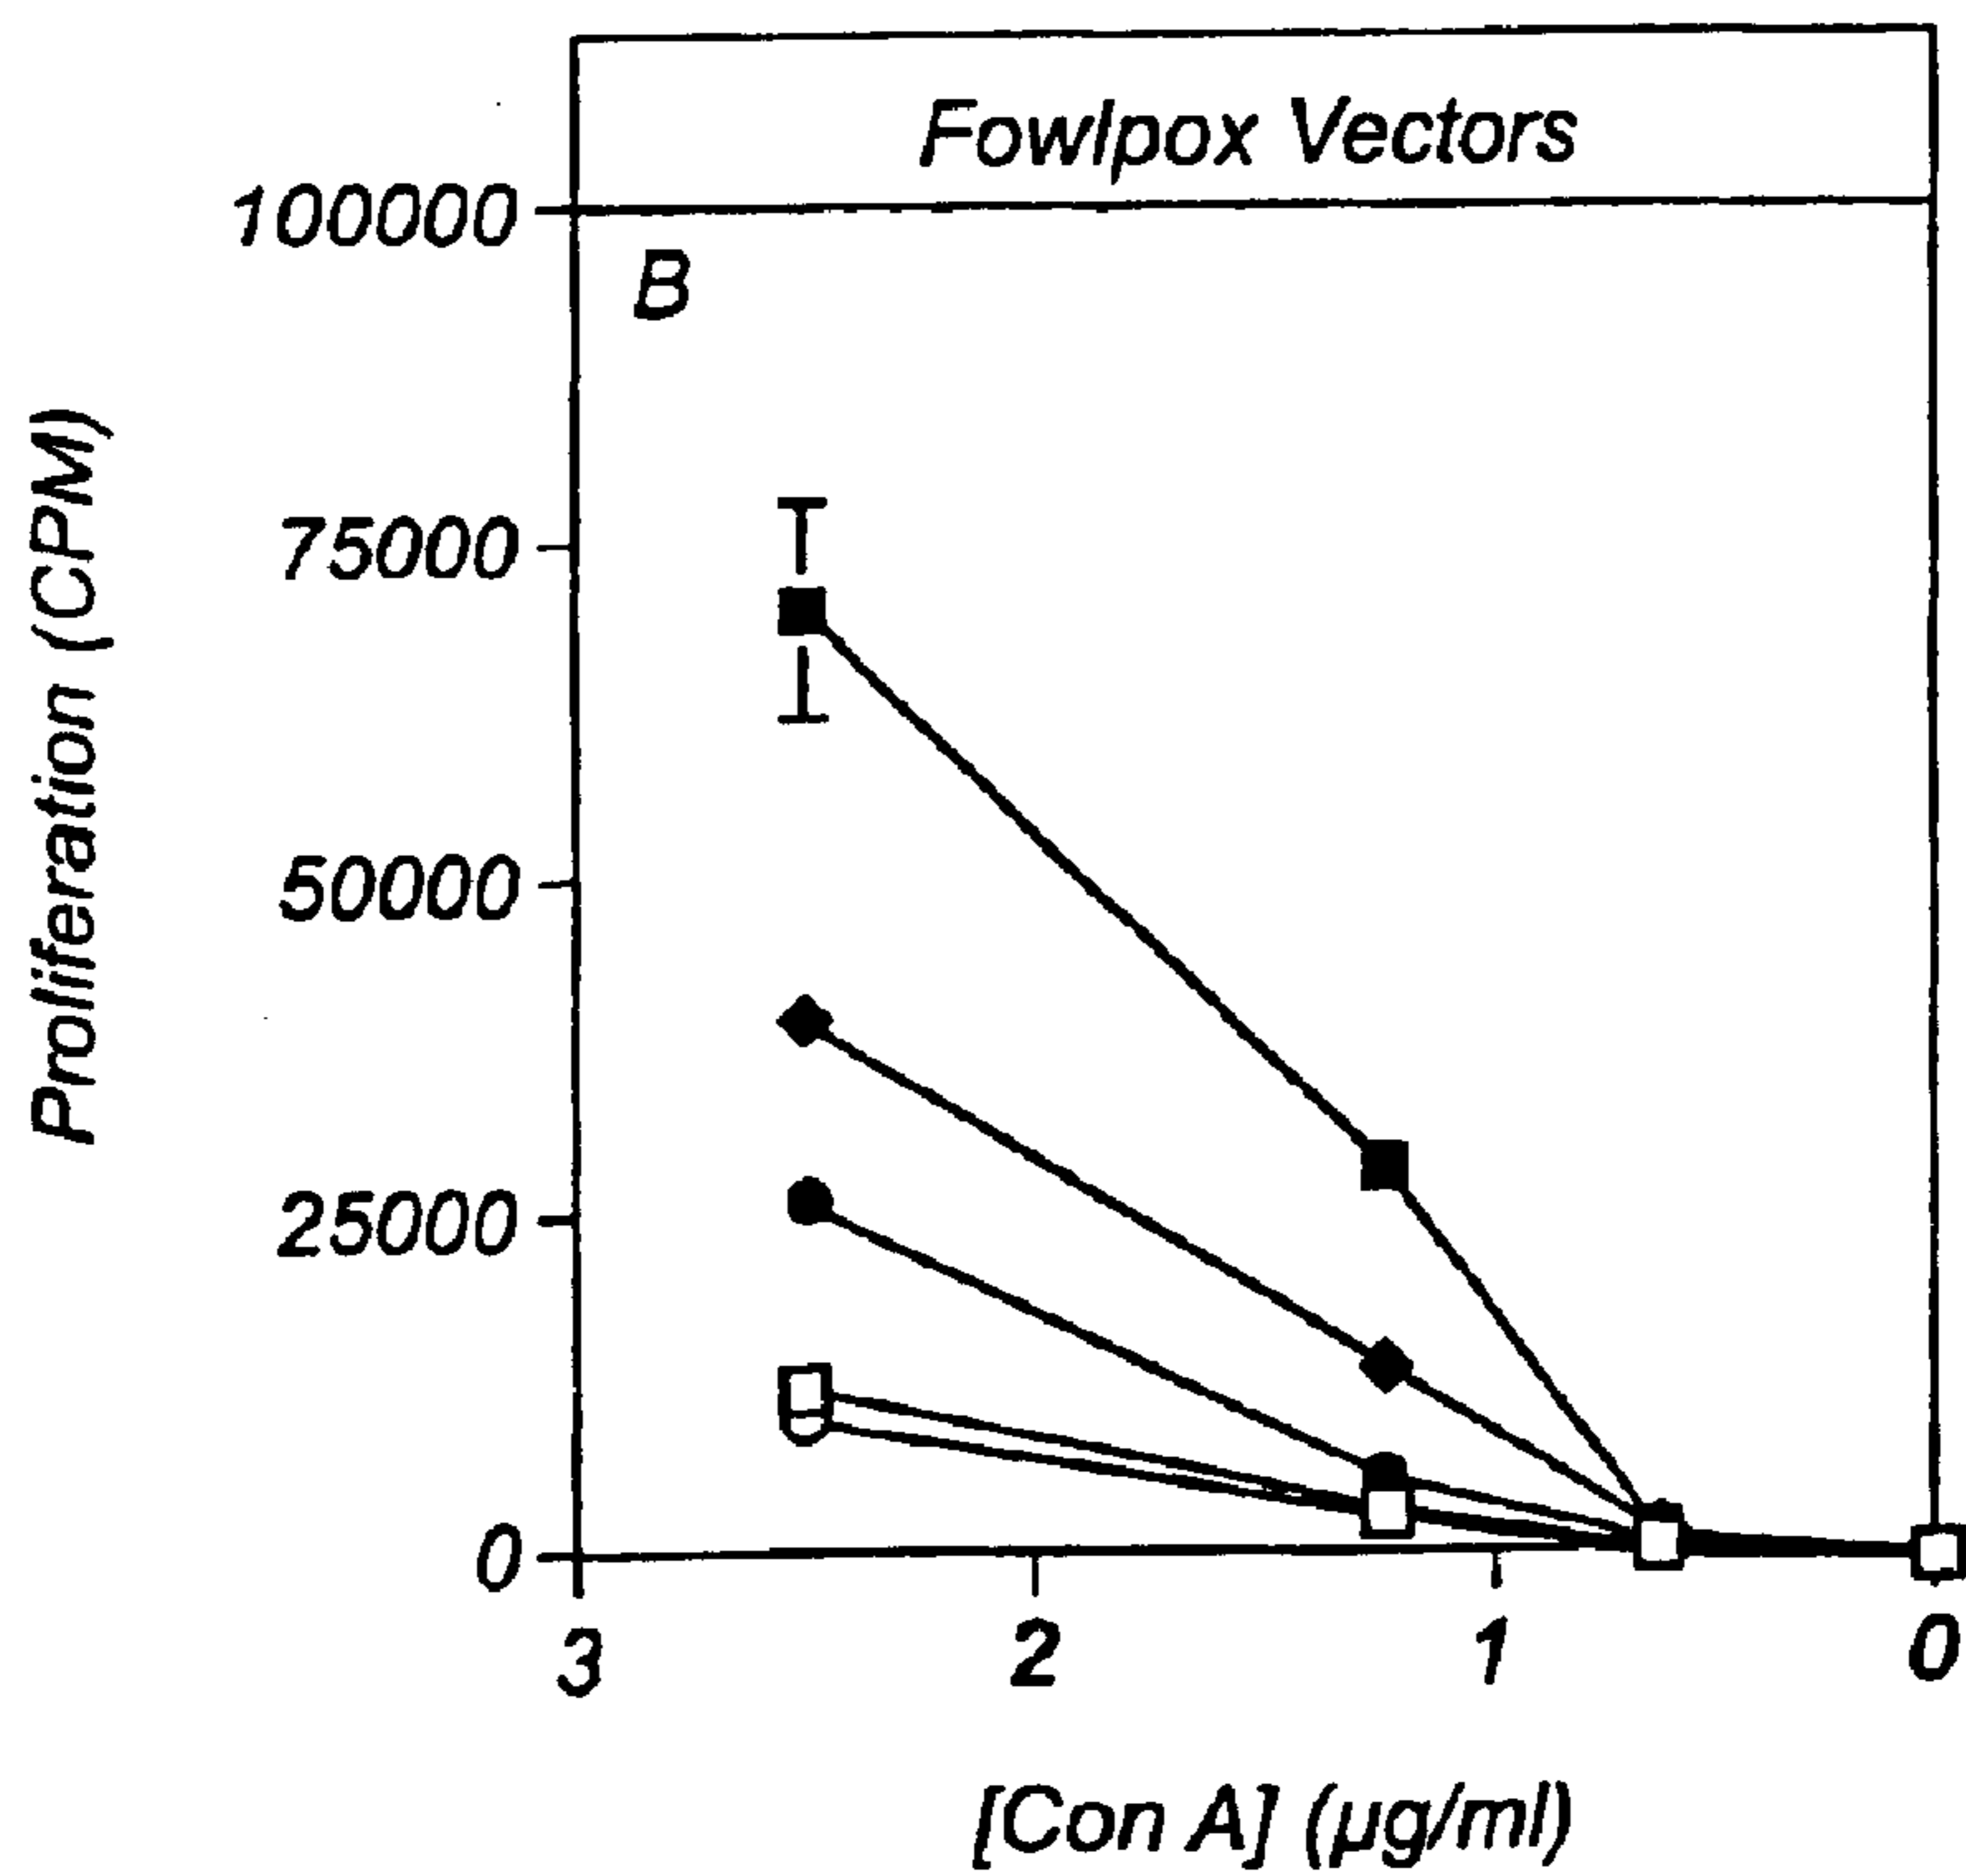 Fowlpox Vectors
B
Proliferation (CPM)
100000
75000
50000
25000
0
3 2 1 0
[Con A] (µg/ml)